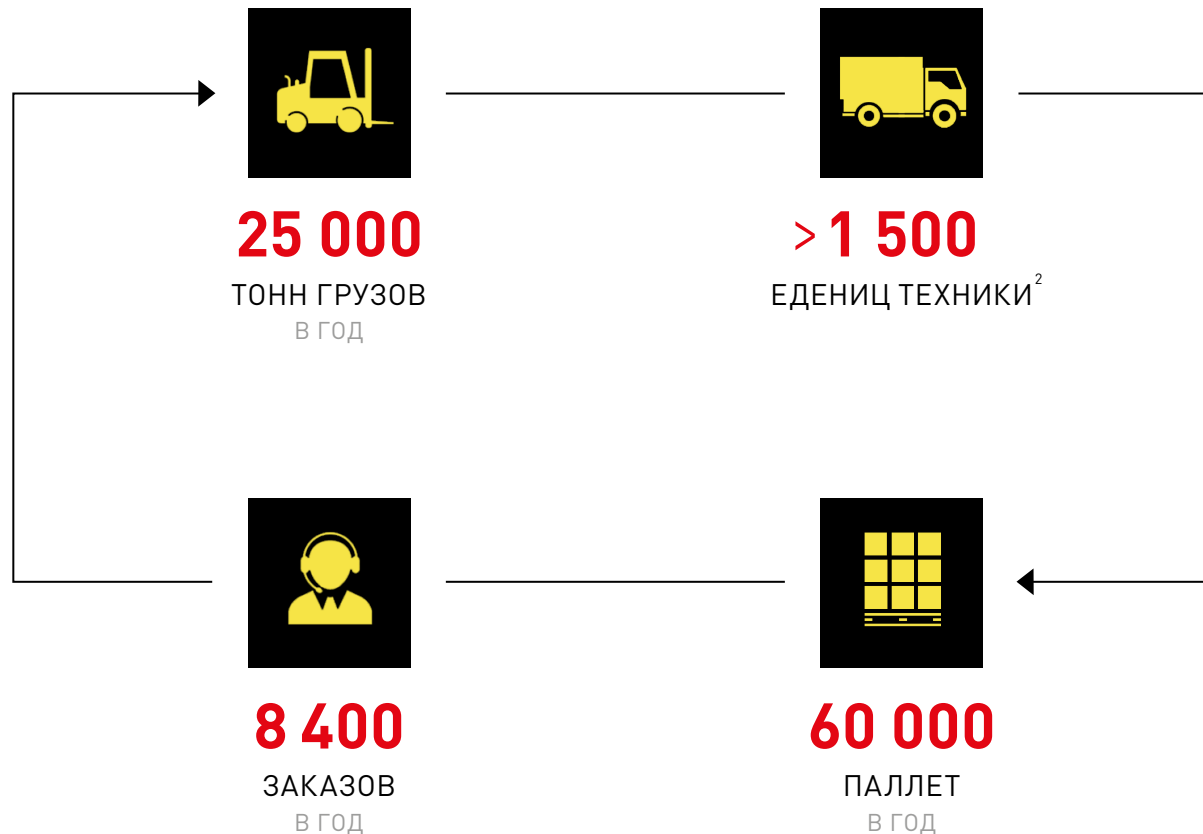 25 000
ТОНН ГРУЗОВ
В ГОД
> 1 500
ЕДЕНИЦ ТЕХНИКИ²
8 400
ЗАКАЗОВ
В ГОД
60 000
ПАЛЛЕТ
В ГОД